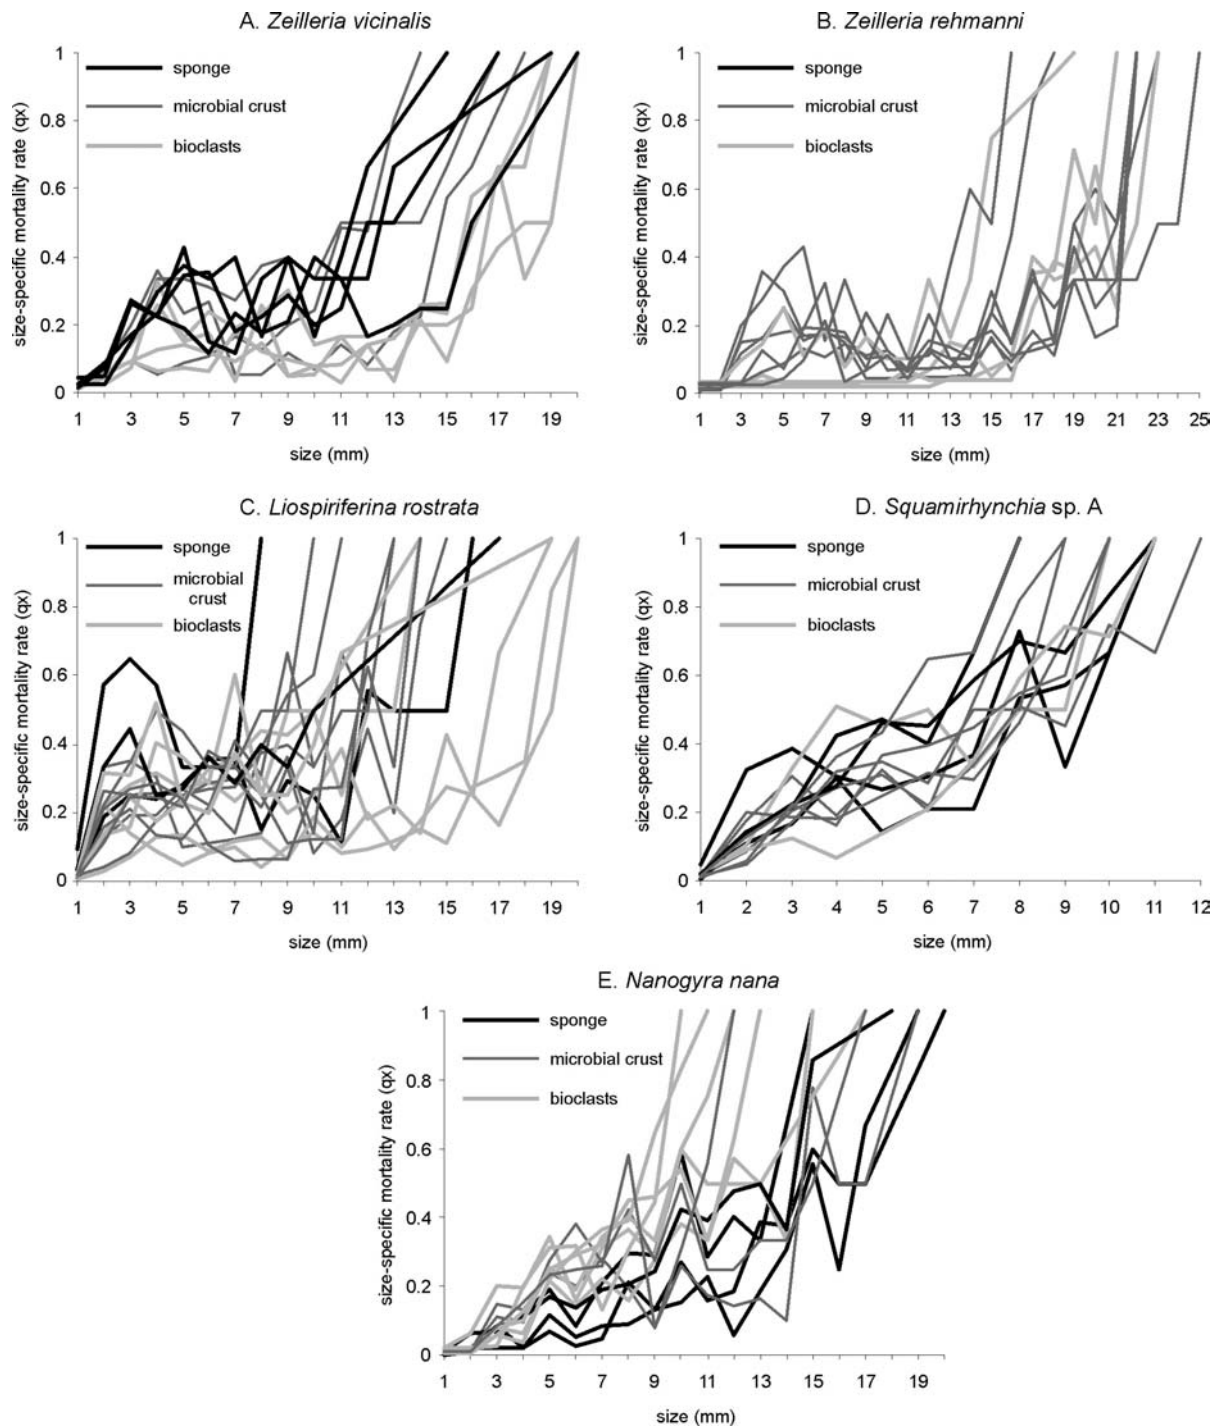 A. Zeilleria vicinalis
size-specific mortality rate (qx)
1
0.8
0.6
0.4
0.2
0
sponge
microbial crust
bioclasts
1 3 5 7 9 11 13 15 17 19
size (mm)
B. Zeilleria rehmanni
size-specific mortality rate (qx)
1
0.8
0.6
0.4
0.2
0
sponge
microbial crust
bioclasts
1 3 5 7 9 11 13 15 17 19 21 23 25
size (mm)
C. Liospiriferina rostrata
size-specific mortality rate (qx)
1
0.8
0.6
0.4
0.2
0
sponge
microbial
crust
bioclasts
1 3 5 7 9 11 13 15 17 19
size (mm)
D. Squamirhynchia sp. A
size-specific mortality rate (qx)
1
0.8
0.6
0.4
0.2
0
sponge
microbial crust
bioclasts
1 2 3 4 5 6 7 8 9 10 11 12
size (mm)
E. Nanogyra nana
size-specific mortality rate (qx)
1
0.8
0.6
0.4
0.2
0
sponge
microbial crust
bioclasts
1 3 5 7 9 11 13 15 17 19
size (mm)